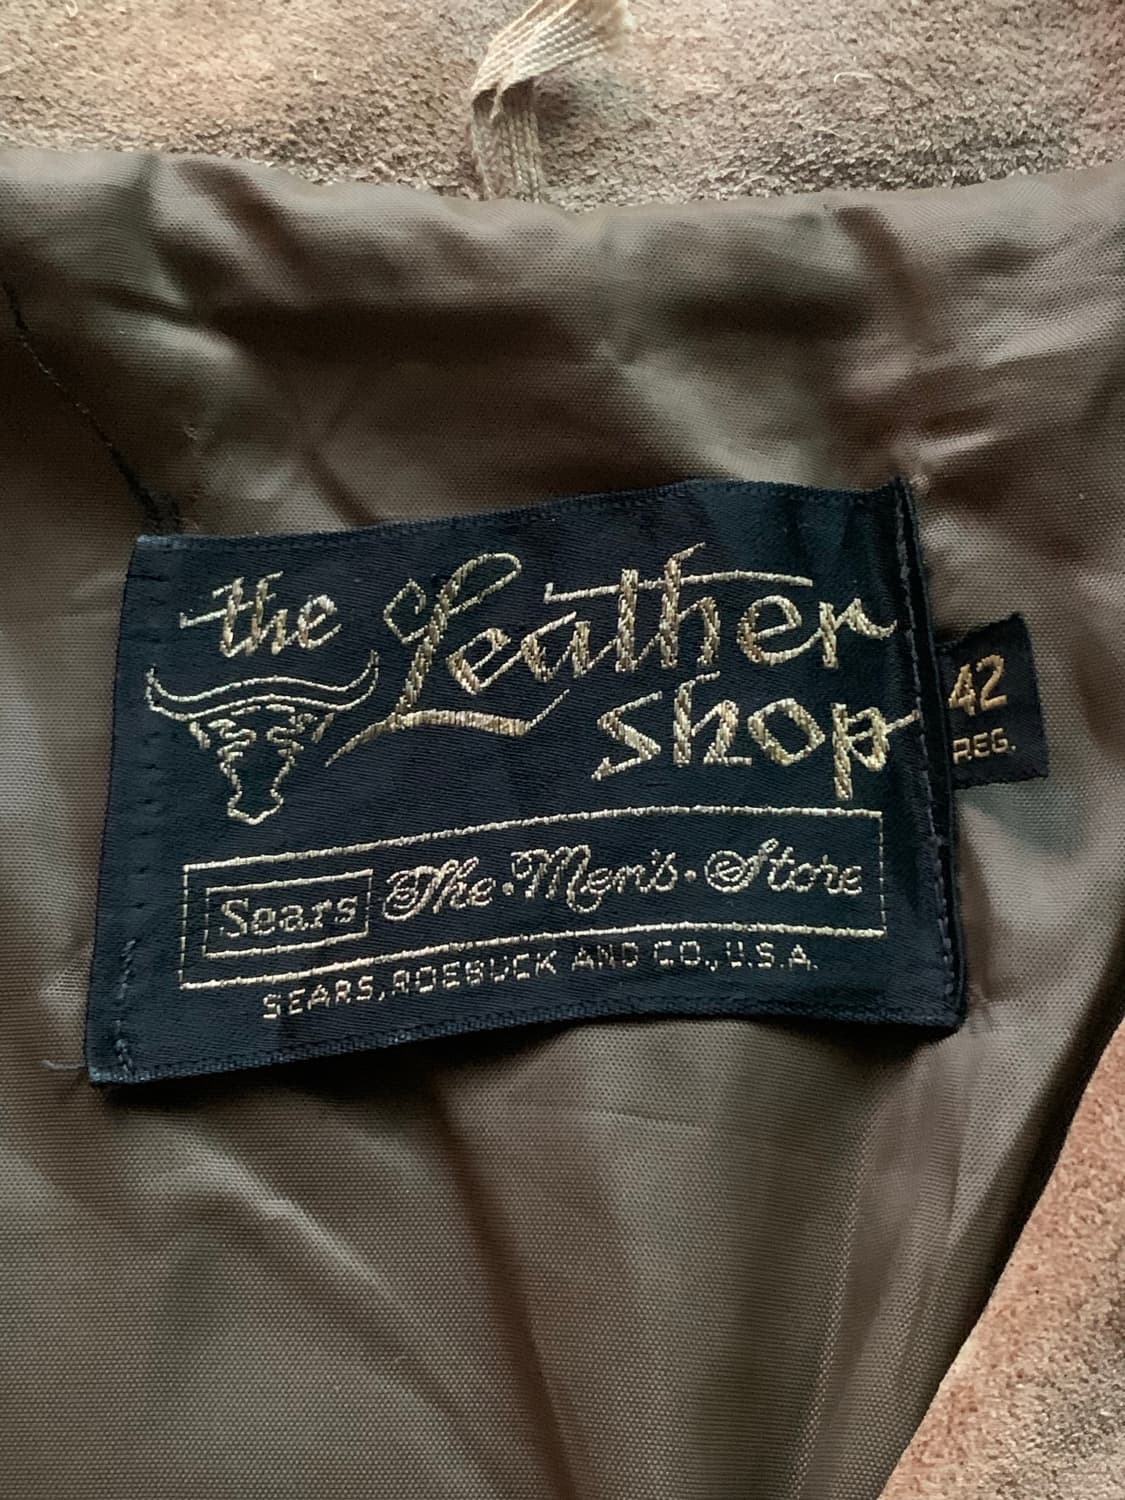 the Leather
shop
42
REG.
Sears The·Men's·Store
SEARS, ROEBUCK AND CO., U.S.A.